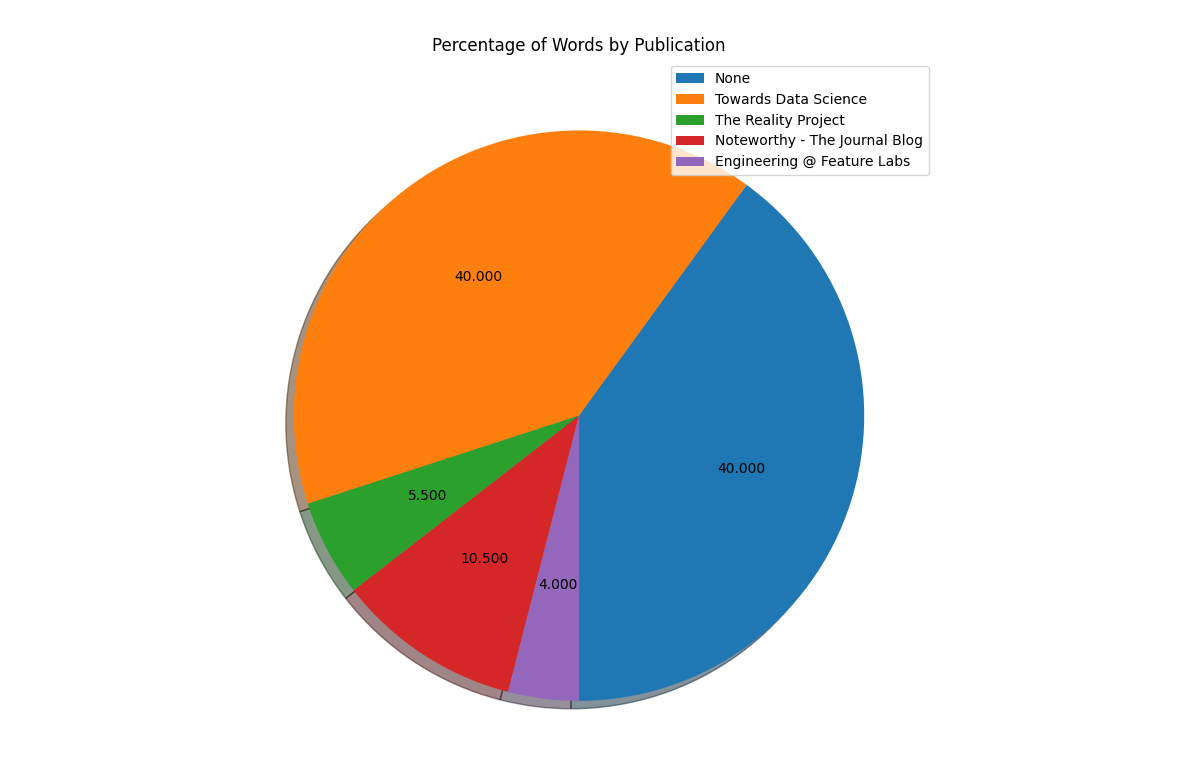 Percentage of Words by Publication
None
Towards Data Science
The Reality Project
Noteworthy - The Journal Blog
Engineering @ Feature Labs
40.000
40.000
5.500
10.500
4.000